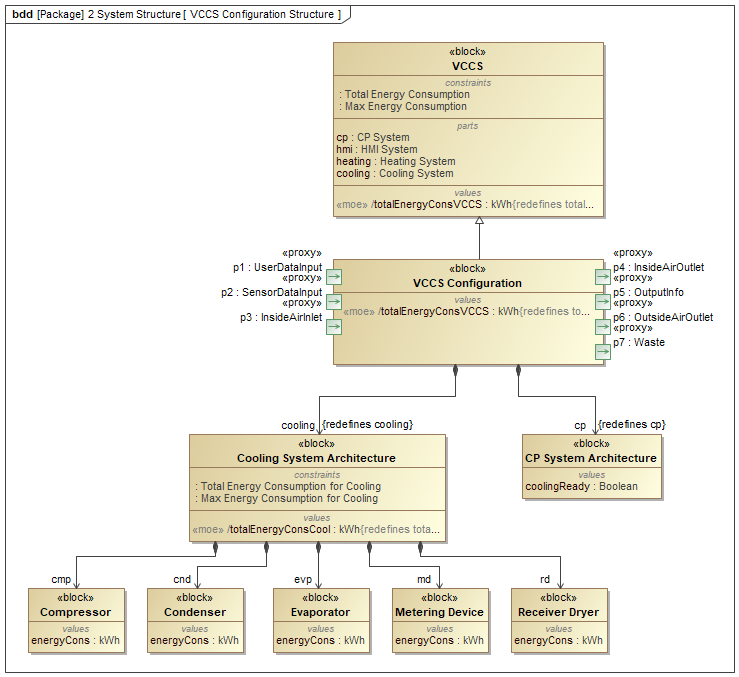 bdd [Package] 2 System Structure [ VCCS Configuration Structure ]
«block»
VCCS
constraints
: Total Energy Consumption
: Max Energy Consumption
parts
cp : CP System
hmi : HMI System
heating : Heating System
cooling : Cooling System
values
«moe» /totalEnergyConsVCCS : kWh{redefines total...
«proxy»
p1 : UserDataInput
«proxy»
p2 : SensorDataInput
«proxy»
p3 : InsideAirInlet
«block»
VCCS Configuration
values
«moe» /totalEnergyConsVCCS : kWh{redefines to...
«proxy»
p4 : InsideAirOutlet
«proxy»
p5 : OutputInfo
«proxy»
p6 : OutsideAirOutlet
«proxy»
p7 : Waste
cooling {redefines cooling}
cp {redefines cp}
«block»
Cooling System Architecture
constraints
: Total Energy Consumption for Cooling
: Max Energy Consumption for Cooling
values
«moe» /totalEnergyConsCool : kWh{redefines tota...
«block»
CP System Architecture
values
coolingReady : Boolean
cmp
«block»
Compressor
values
energyCons : kWh
cnd
«block»
Condenser
values
energyCons : kWh
evp
«block»
Evaporator
values
energyCons : kWh
md
«block»
Metering Device
values
energyCons : kWh
rd
«block»
Receiver Dryer
values
energyCons : kWh